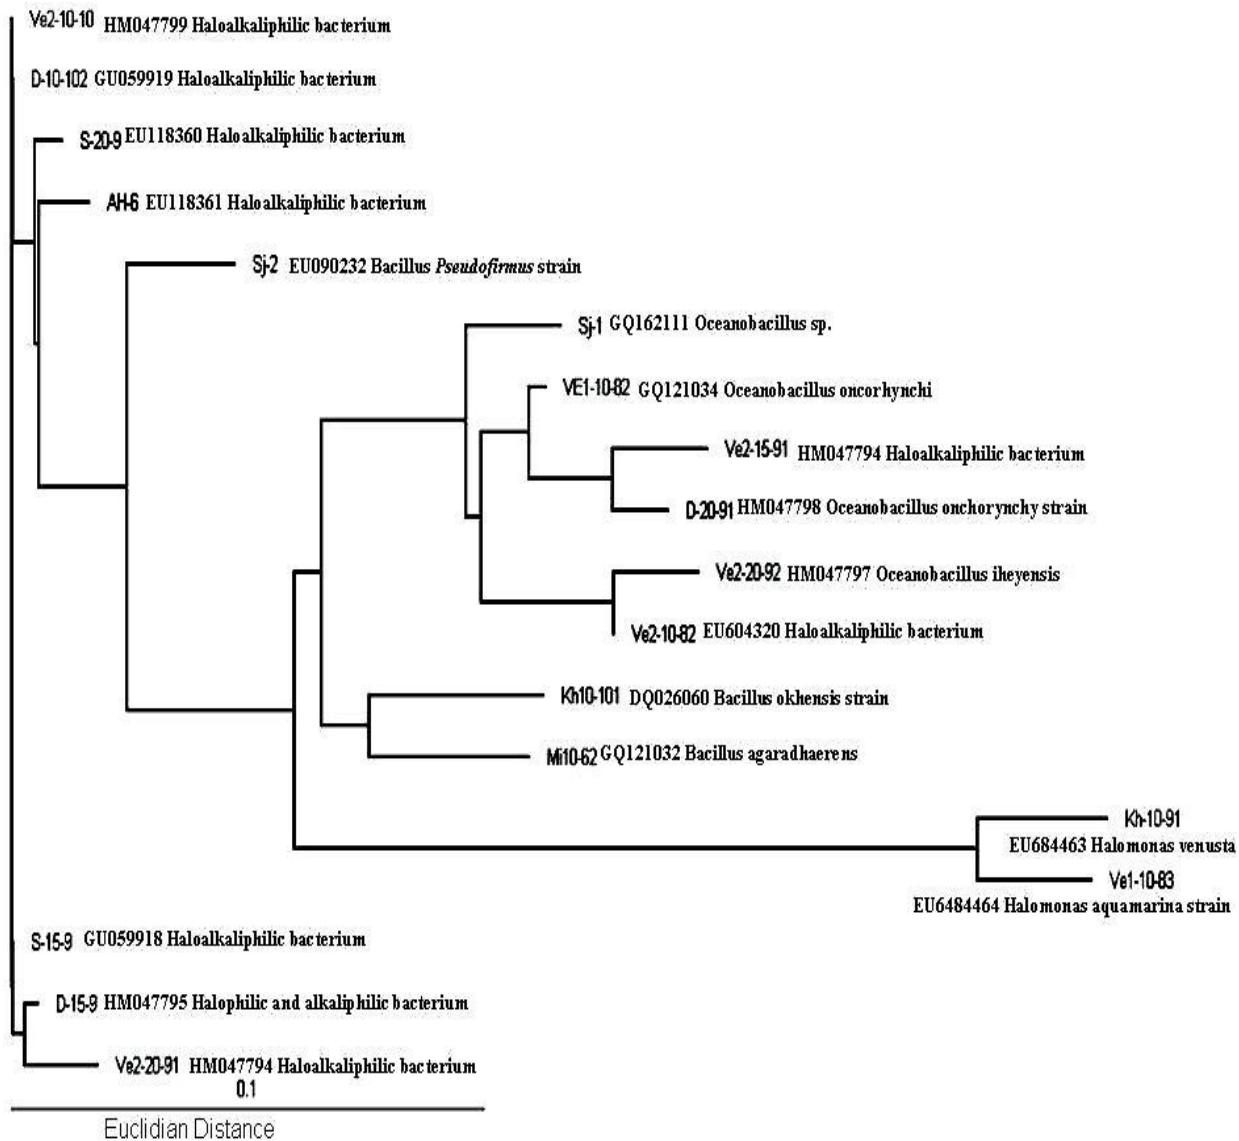 Ve2-10-10 HM047799 Haloalkaliphilic bacterium
D-10-102 GU059919 Haloalkaliphilic bacterium
S-20-9 EU118360 Haloalkaliphilic bacterium
AH-6 EU118361 Haloalkaliphilic bacterium
Sj-2 EU090232 Bacillus Pseudofirmus strain
Sj-1 GQ162111 Oceanobacillus sp.
VE1-10-82 GQ121034 Oceanobacillus oncorhynchi
Ve2-15-91 HM047794 Haloalkaliphilic bacterium
D-20-91 HM047798 Oceanobacillus onchorynchy strain
Ve2-20-92 HM047797 Oceanobacillus iheyensis
Ve2-10-82 EU604320 Haloalkaliphilic bacterium
Kh10-101 DQ026060 Bacillus okhensis strain
Mi10-62 GQ121032 Bacillus agaradhaerens
Kh-10-91
EU684463 Halomonas venusta
Ve1-10-83
EU6484464 Halomonas aquamarina strain
S-15-9 GU059918 Haloalkaliphilic bacterium
D-15-9 HM047795 Halophilic and alkaliphilic bacterium
Ve2-20-91 HM047794 Haloalkaliphilic bacterium
0.1
Euclidian Distance